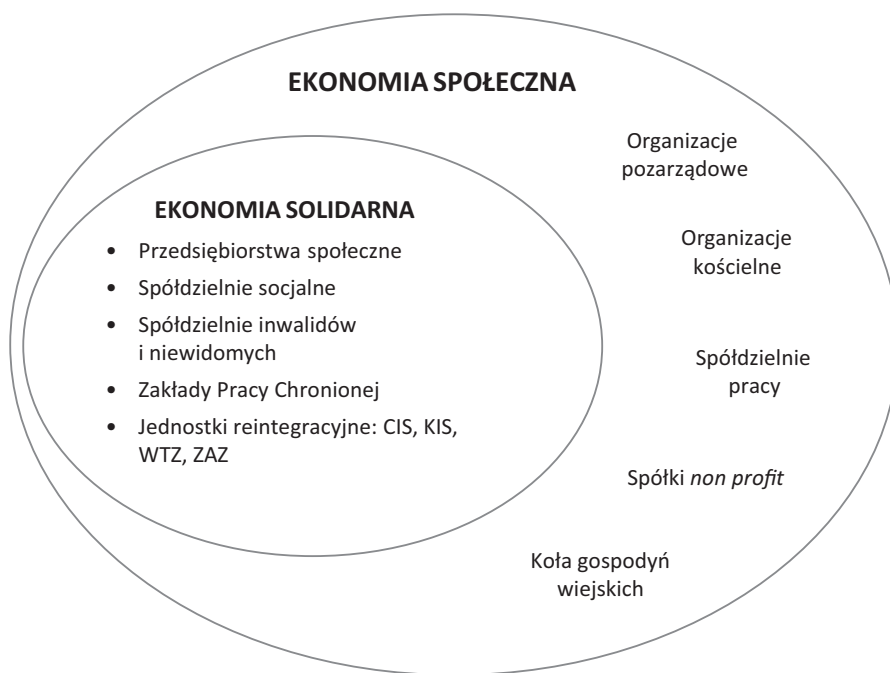 EKONOMIA SPOŁECZNA
Organizacje
pozarządowe
Organizacje
kościelne
Spółdzielnie
pracy
Spółki non profit
Koła gospodyń
wiejskich
EKONOMIA SOLIDARNA
• Przedsiębiorstwa społeczne
• Spółdzielnie socjalne
• Spółdzielnie inwalidów
i niewidomych
• Zakłady Pracy Chronionej
• Jednostki reintegracyjne: CIS, KIS,
WTZ, ZAZ